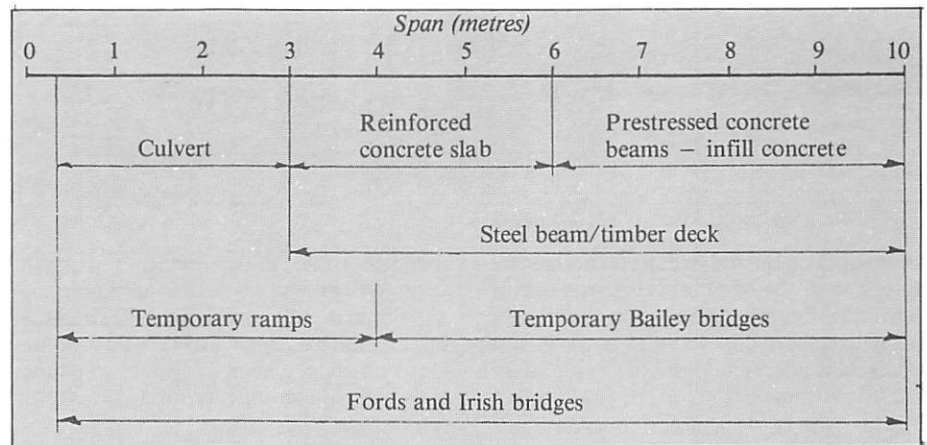 Span (metres)
0 1 2 3 4 5 6 7 8 9 10
Culvert
Reinforced
concrete slab
Prestressed concrete
beams – infill concrete
Steel beam/timber deck
Temporary ramps
Temporary Bailey bridges
Fords and Irish bridges